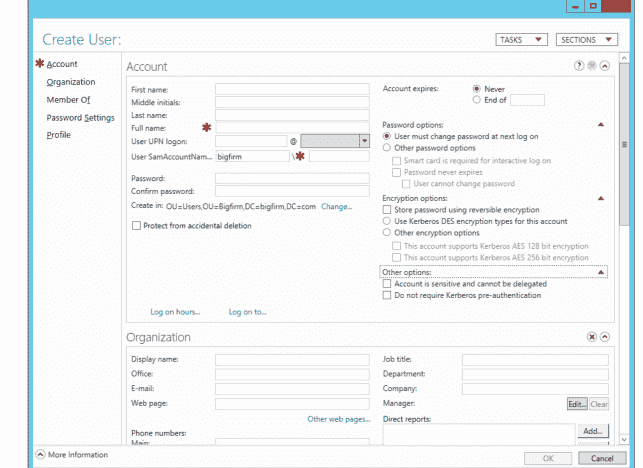 Create User:
TASKS
SECTIONS
Account
Organization
Member Of
Password Settings
Profile
Account
First name:
Middle initials:
Last name:
Full name:
User UPN logon: @
User SamAccountNam... bigfirm \
Password:
Confirm password:
Create in: OU=Users,OU=Bigfirm,DC=bigfirm,DC=com Change...
Protect from accidental deletion
Log on hours... Log on to...
Account expires: Never
End of
Password options:
User must change password at next log on
Other password options
Smart card is required for interactive log on
Password never expires
User cannot change password
Encryption options:
Store password using reversible encryption
Use Kerberos DES encryption types for this account
Other encryption options
This account supports Kerberos AES 128 bit encryption
This account supports Kerberos AES 256 bit encryption
Other options:
Account is sensitive and cannot be delegated
Do not require Kerberos pre-authentication
Organization
Display name:
Office:
E-mail:
Web page:
Other web pages...
Phone numbers:
Main:
Job title:
Department:
Company:
Manager: Edit... Clear
Direct reports:
Add...
More Information
OK Cancel